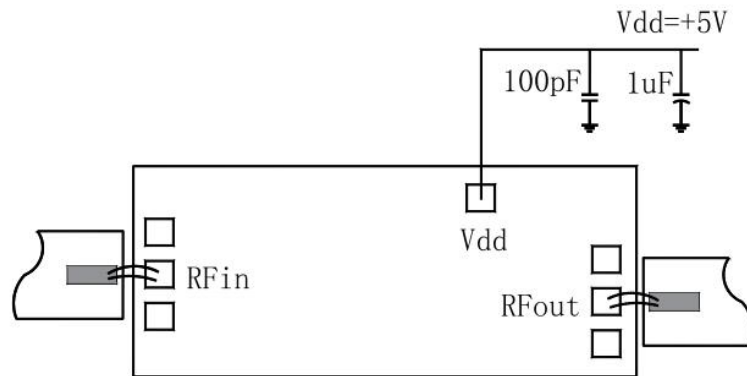 Vdd=+5V
100pF 1uF
Vdd
RFin
RFout